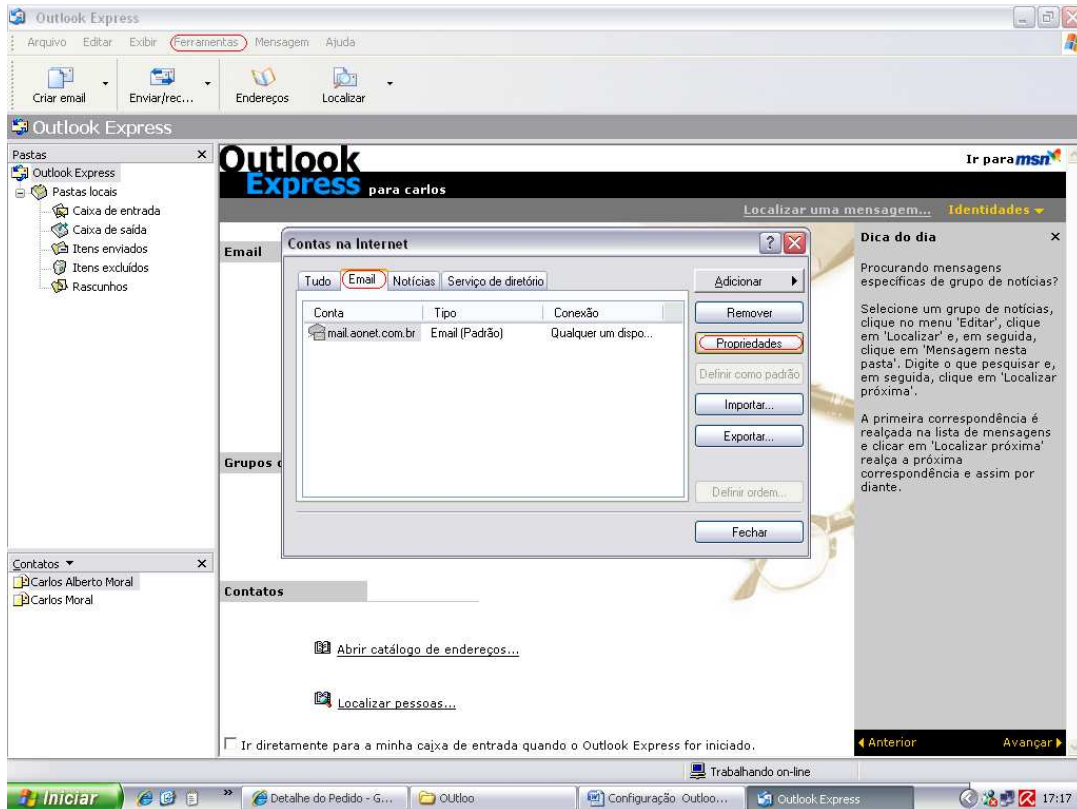 Outlook Express
Arquivo Editar Exibir Ferramentas Mensagem Ajuda
Criar email Enviar/rec... Endereços Localizar
Outlook Express
Pastas x
Outlook Express
Pastas locais
Caixa de entrada
Caixa de saída
Itens enviados
Itens excluídos
Rascunhos
Contatos x
Carlos Alberto Moral
Carlos Moral
Outlook
Express para carlos
Ir para msn
Localizar uma mensagem... Identidades
Email
Grupos
Contatos
Abrir catálogo de endereços...
Localizar pessoas...
Ir diretamente para a minha caixa de entrada quando o Outlook Express for iniciado.
Contas na Internet
Tudo Email Notícias Serviço de diretório
Conta Tipo Conexão
mail.aonet.com.br Email (Padrão) Qualquer um dispo...
Adicionar
Remover
Propriedades
Definir como padrão
Importar...
Exportar...
Definir ordem...
Fechar
Dica do dia x
Procurando mensagens
específicas de grupo de notícias?
Selecione um grupo de notícias,
clique no menu 'Editar', clique
em 'Localizar' e, em seguida,
clique em 'Mensagem nesta
pasta'. Digite o que pesquisar e,
em seguida, clique em 'Localizar
próxima'.
A primeira correspondência é
realçada na lista de mensagens
e clicar em 'Localizar próxima'
realça a próxima
correspondência e assim por
diante.
Anterior Avançar
Trabalhando on-line
Iniciar » Detalhe do Pedido - G... OUtloo Configuração Outloo... Outlook Express 17:17